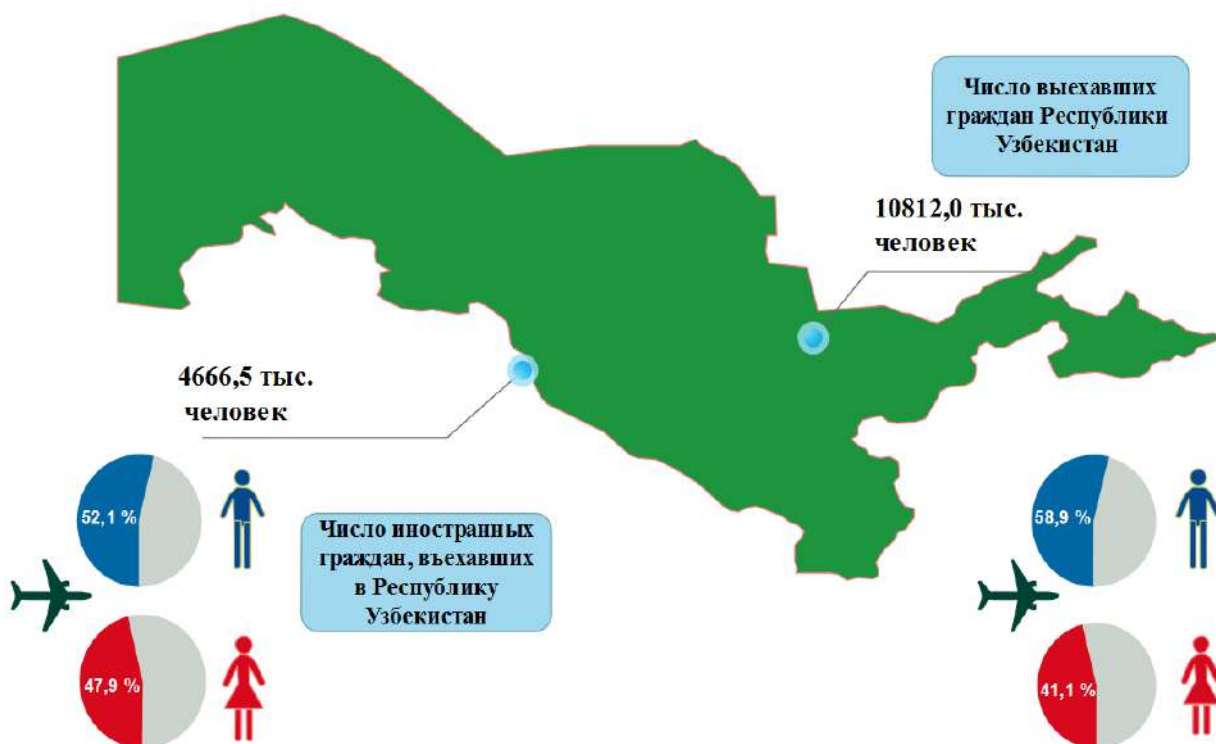 Число выехавших
граждан Республики
Узбекистан
10812,0 тыс.
человек
4666,5 тыс.
человек
52,1 %
47,9 %
Число иностранных
граждан, въехавших
в Республику
Узбекистан
58,9 %
41,1 %